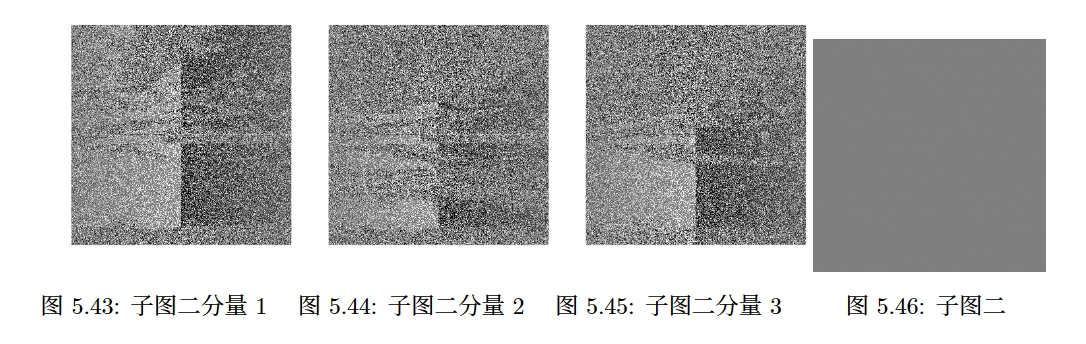 图 5.43: 子图二分量 1
图 5.44: 子图二分量 2
图 5.45: 子图二分量 3
图 5.46: 子图二